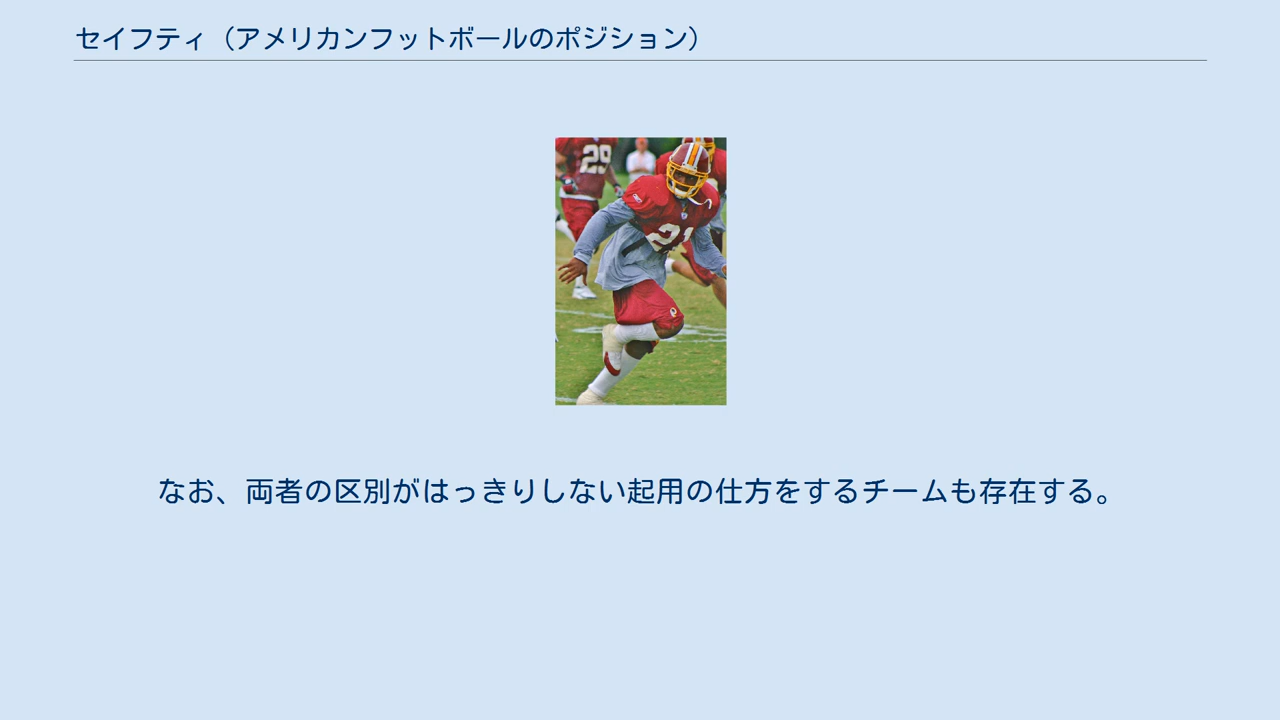 セイフティ（アメリカンフットボールのポジション）
29
21
なお、両者の区別がはっきりしない起用の仕方をするチームも存在する。